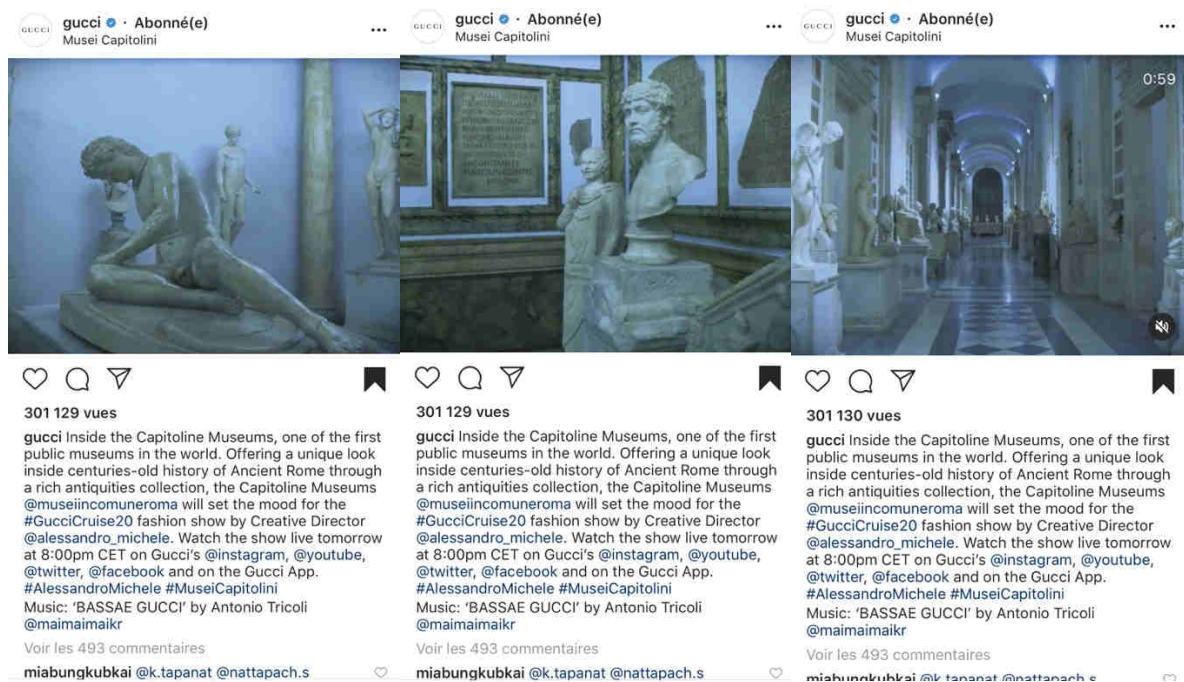 GUCCI
gucci · Abonné(e)
Musei Capitolini
301 129 vues
gucci Inside the Capitoline Museums, one of the first
public museums in the world. Offering a unique look
inside centuries-old history of Ancient Rome through
a rich antiquities collection, the Capitoline Museums
@museiincomuneroma will set the mood for the
#GucciCruise20 fashion show by Creative Director
@alessandro_michele. Watch the show live tomorrow
at 8:00pm CET on Gucci's @instagram, @youtube,
@twitter, @facebook and on the Gucci App.
#AlessandroMichele #MuseiCapitolini
Music: ‘BASSAE GUCCI’ by Antonio Tricoli
@maimaimaikr
Voir les 493 commentaires
miabungkubkai @k.tapanat @nattapach.s
GUCCI
gucci · Abonné(e)
Musei Capitolini
301 129 vues
gucci Inside the Capitoline Museums, one of the first
public museums in the world. Offering a unique look
inside centuries-old history of Ancient Rome through
a rich antiquities collection, the Capitoline Museums
@museiincomuneroma will set the mood for the
#GucciCruise20 fashion show by Creative Director
@alessandro_michele. Watch the show live tomorrow
at 8:00pm CET on Gucci's @instagram, @youtube,
@twitter, @facebook and on the Gucci App.
#AlessandroMichele #MuseiCapitolini
Music: ‘BASSAE GUCCI’ by Antonio Tricoli
@maimaimaikr
Voir les 493 commentaires
miabungkubkai @k.tapanat @nattapach.s
GUCCI
gucci · Abonné(e)
Musei Capitolini
0:59
301 130 vues
gucci Inside the Capitoline Museums, one of the first
public museums in the world. Offering a unique look
inside centuries-old history of Ancient Rome through
a rich antiquities collection, the Capitoline Museums
@museiincomuneroma will set the mood for the
#GucciCruise20 fashion show by Creative Director
@alessandro_michele. Watch the show live tomorrow
at 8:00pm CET on Gucci's @instagram, @youtube,
@twitter, @facebook and on the Gucci App.
#AlessandroMichele #MuseiCapitolini
Music: ‘BASSAE GUCCI’ by Antonio Tricoli
@maimaimaikr
Voir les 493 commentaires
miabungkubkai @k.tapanat @nattapach.s